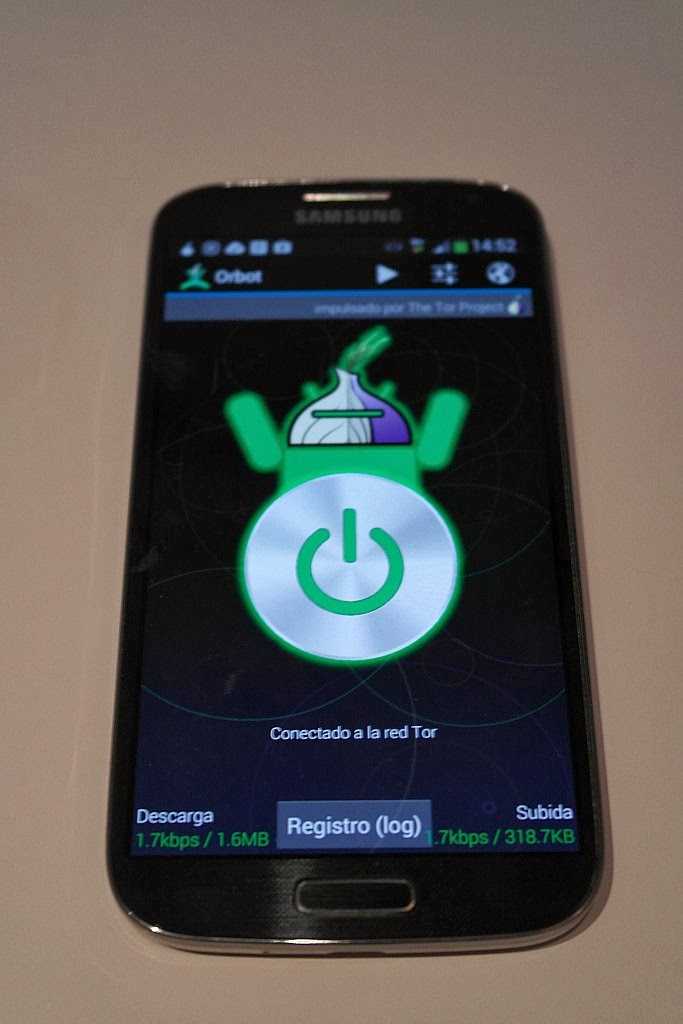 SAMSUNG
14:52
Orbot
impulsado por The Tor Project
Conectado a la red Tor
Descarga
Subida
1.7kbps / 1.6MB
Registro (log)
1.7kbps / 318.7KB